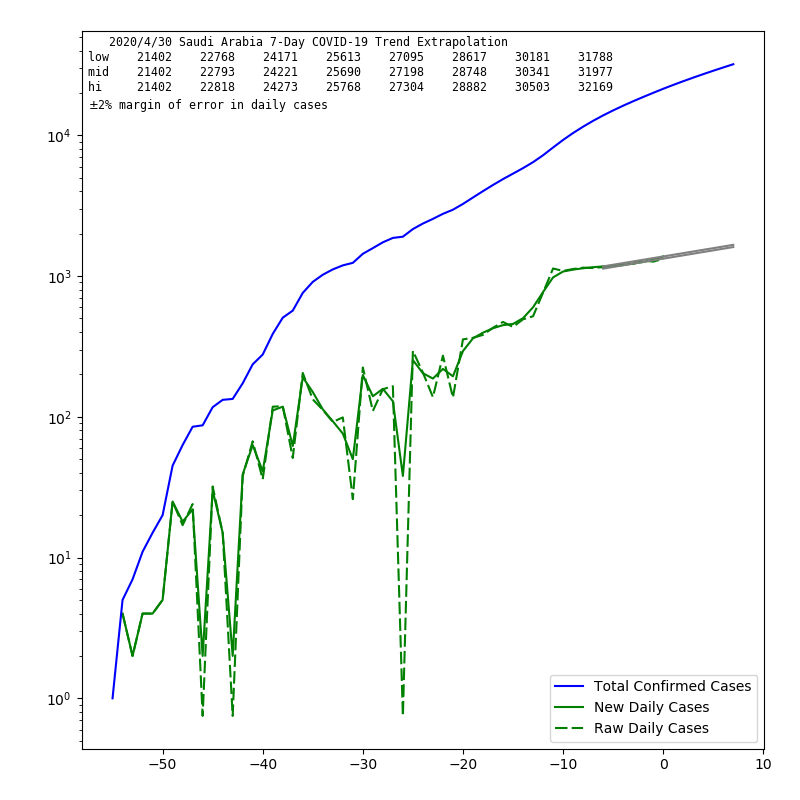 2020/4/30 Saudi Arabia 7-Day COVID-19 Trend Extrapolation
low 21402 22768 24171 25613 27095 28617 30181 31788
mid 21402 22793 24221 25690 27198 28748 30341 31977
hi 21402 22818 24273 25768 27304 28882 30503 32169
±2% margin of error in daily cases
10⁴
10³
10²
10¹
10⁰
Total Confirmed Cases
New Daily Cases
Raw Daily Cases
−50 −40 −30 −20 −10 0 10